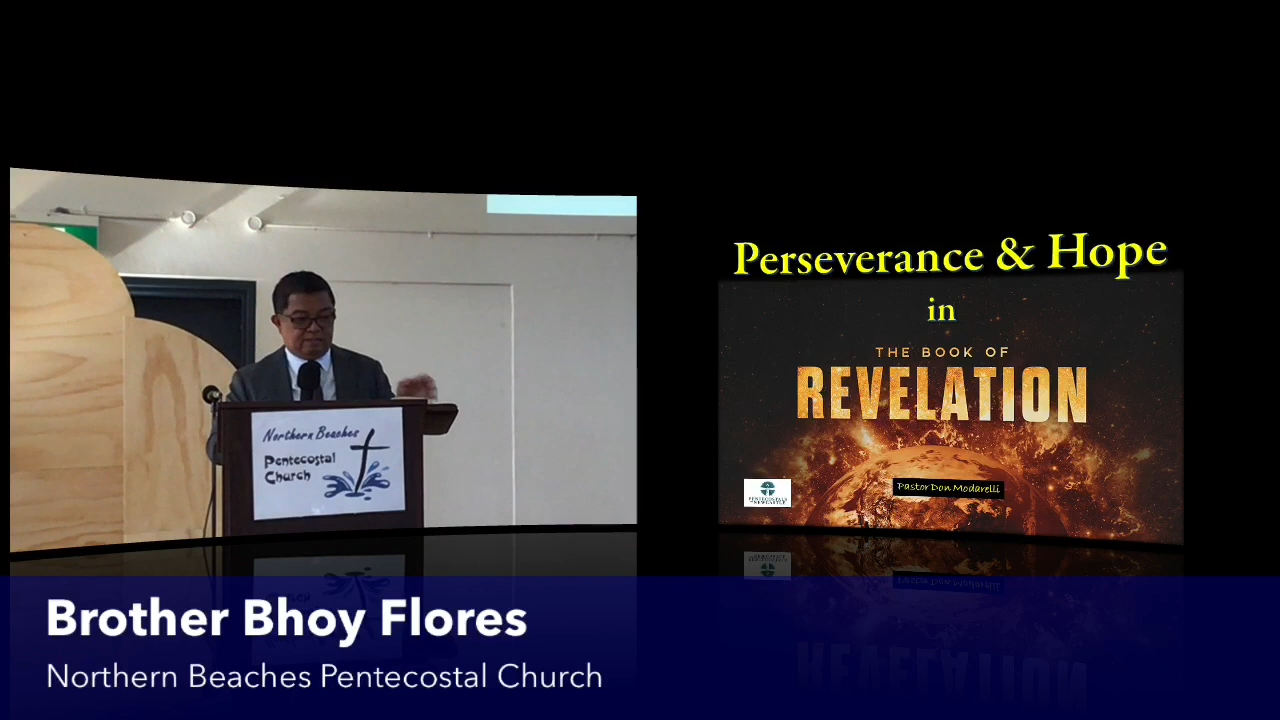 Northern Beaches
Pentecostal
Church
Perseverance & Hope
in
THE BOOK OF
REVELATION
Pastor Don Modarelli
PENTECOSTALS
Brother Bhoy Flores
Northern Beaches Pentecostal Church